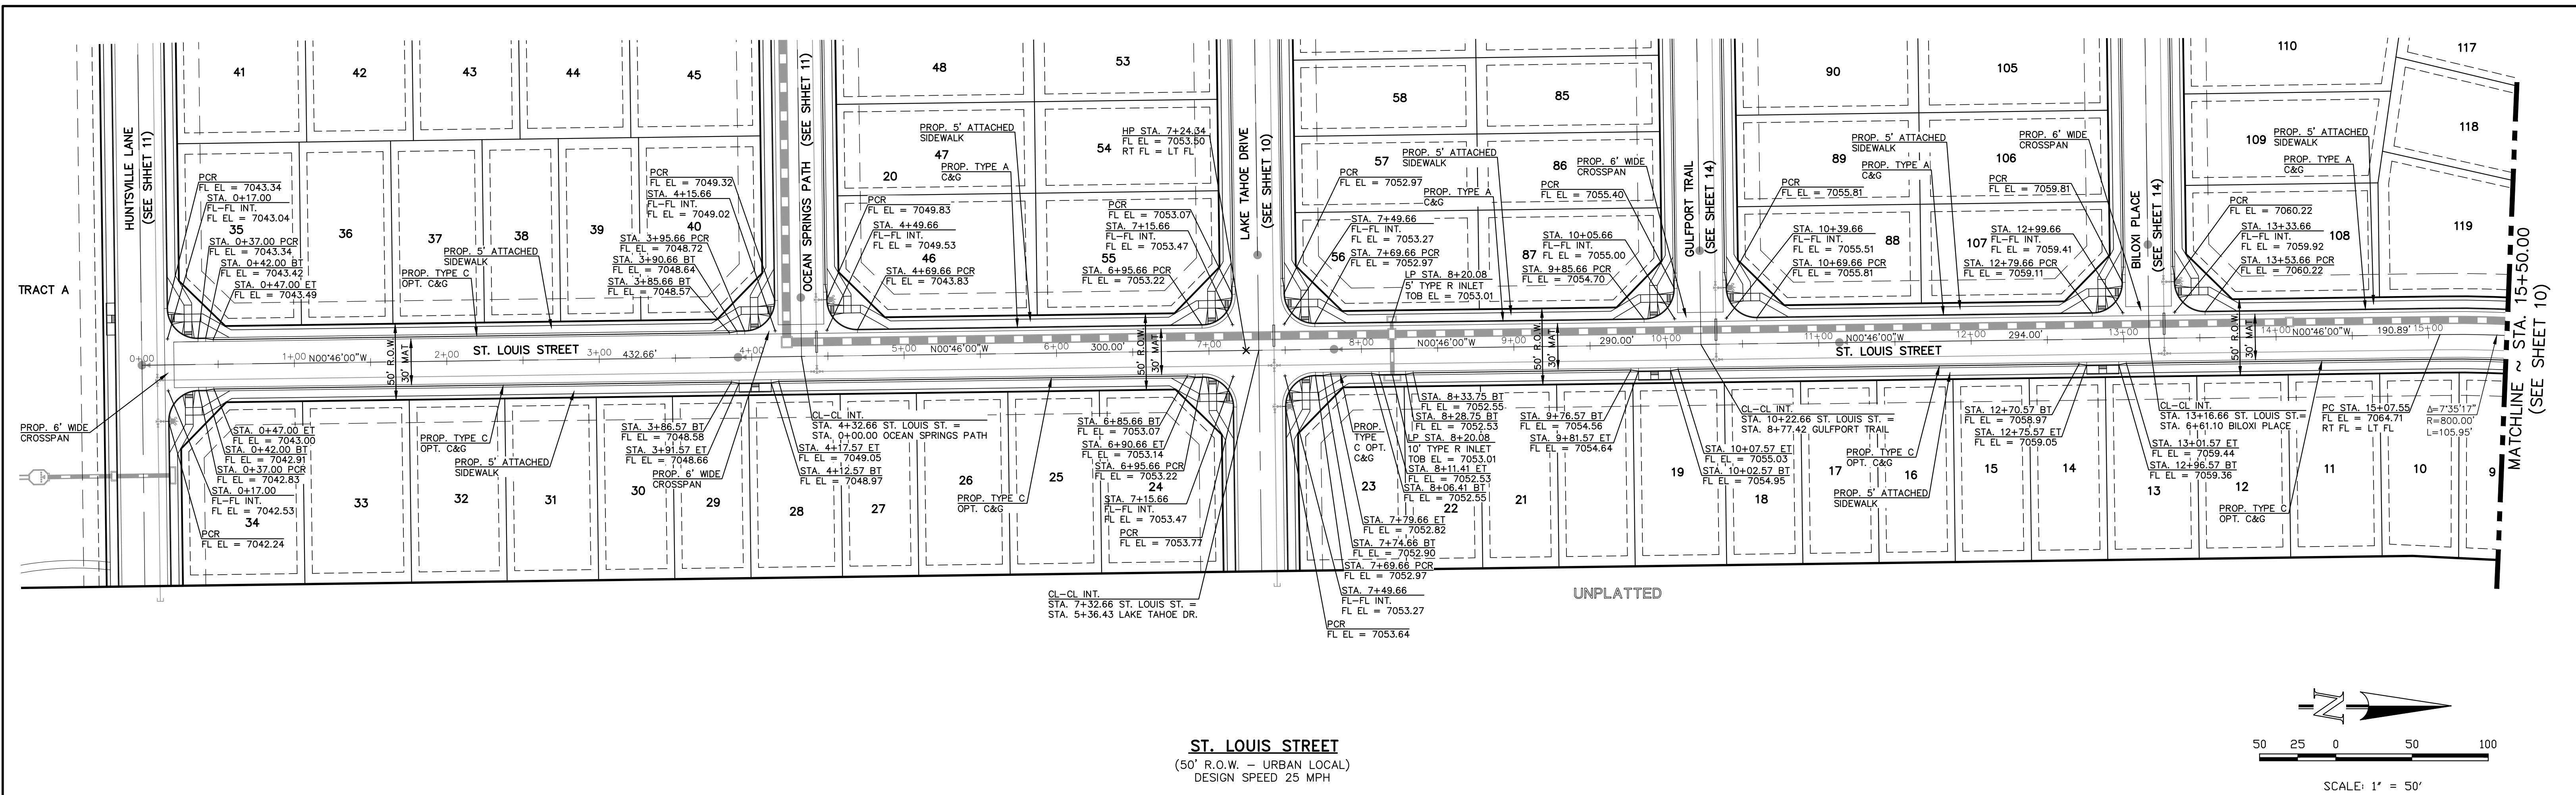 41
42
43
44
45
48
53
58
85
90
105
110
117
118
HUNTSVILLE LANE
(SEE SHHET 11)
PCR
FL EL = 7043.34
STA. 0+17.00
FL-FL INT.
FL EL = 7043.04
35
STA. 0+37.00 PCR
FL EL = 7043.34
STA. 0+42.00 BT
FL EL = 7043.42
STA. 0+47.00 ET
FL EL = 7043.49
TRACT A
36
37
38
39
40
PROP. TYPE C
OPT. C&G
PROP. 5' ATTACHED
SIDEWALK
PCR
FL EL = 7049.32
STA. 4+15.66
FL-FL INT.
FL EL = 7049.02
STA. 3+95.66 PCR
FL EL = 7048.72
STA. 3+90.66 BT
FL EL = 7048.64
STA. 3+85.66 BT
FL EL = 7048.57
OCEAN SPRINGS PATH
(SEE SHHET 11)
20
47
54
PROP. 5' ATTACHED
SIDEWALK
PROP. TYPE A
C&G
PCR
FL EL = 7049.83
STA. 4+49.66
FL-FL INT.
FL EL = 7049.53
46
STA. 4+69.66 PCR
FL EL = 7043.83
HP STA. 7+24.34
FL EL = 7053.50
RT FL = LT FL
PCR
FL EL = 7053.07
STA. 7+15.66
FL-FL INT.
FL EL = 7053.47
55
STA. 6+95.66 PCR
FL EL = 7053.22
LAKE TAHOE DRIVE
(SEE SHHET 10)
57
PROP. 5' ATTACHED
SIDEWALK
PCR
FL EL = 7052.97
PROP. TYPE A
C&G
STA. 7+49.66
FL-FL INT.
FL EL = 7053.27
56
STA. 7+69.66 PCR
FL EL = 7052.97
LP STA. 8+20.08
5' TYPE R INLET
TOB EL = 7053.01
86
PROP. 6' WIDE
CROSSPAN
PCR
FL EL = 7055.40
STA. 10+05.66
FL-FL INT.
FL EL = 7055.00
87
STA. 9+85.66 PCR
FL EL = 7054.70
GULFPORT TRAIL
(SEE SHEET 14)
89
PROP. 5' ATTACHED
SIDEWALK
PROP. TYPE A
C&G
PCR
FL EL = 7055.81
STA. 10+39.66
FL-FL INT.
FL EL = 7055.51
88
STA. 10+69.66 PCR
FL EL = 7055.81
PROP. 6' WIDE
CROSSPAN
106
PCR
FL EL = 7059.81
107
STA. 12+99.66
FL-FL INT.
FL EL = 7059.41
STA. 12+79.66 PCR
FL EL = 7059.11
BILOXI PLACE
(SEE SHEET 14)
109
PROP. 5' ATTACHED
SIDEWALK
PROP. TYPE A
C&G
PCR
FL EL = 7060.22
STA. 13+33.66
FL-FL INT.
FL EL = 7059.92
108
STA. 13+53.66 PCR
FL EL = 7060.22
119
MATCHLINE ~ STA. 15+50.00
(SEE SHEET 10)
0+00
1+00
N00°46'00"W
2+00
ST. LOUIS STREET
3+00
432.66'
4+00
5+00
N00°46'00"W
6+00
300.00'
7+00
8+00
N00°46'00"W
9+00
290.00'
10+00
11+00
N00°46'00"W
ST. LOUIS STREET
12+00
294.00'
13+00
14+00
N00°46'00"W
190.89'
15+00
50' R.O.W.
30' MAT
50' R.O.W.
30' MAT
50' R.O.W.
30' MAT
50' R.O.W.
30' MAT
PROP. 6' WIDE
CROSSPAN
STA. 0+47.00 ET
FL EL = 7043.00
STA. 0+42.00 BT
FL EL = 7042.91
STA. 0+37.00 PCR
FL EL = 7042.83
STA. 0+17.00
FL-FL INT.
FL EL = 7042.53
34
PCR
FL EL = 7042.24
33
PROP. TYPE C
OPT. C&G
PROP. 5' ATTACHED
SIDEWALK
32
31
30
29
STA. 3+86.57 BT
FL EL = 7048.58
STA. 3+91.57 ET
FL EL = 7048.66
PROP. 6' WIDE
CROSSPAN
CL-CL INT.
STA. 4+32.66 ST. LOUIS ST. =
STA. 0+00.00 OCEAN SPRINGS PATH
STA. 4+17.57 ET
FL EL = 7049.05
STA. 4+12.57 BT
FL EL = 7048.97
28
27
26
PROP. TYPE C
OPT. C&G
25
STA. 6+85.66 BT
FL EL = 7053.07
STA. 6+90.66 ET
FL EL = 7053.14
STA. 6+95.66 PCR
FL EL = 7053.22
24
STA. 7+15.66
FL-FL INT.
FL EL = 7053.47
PCR
FL EL = 7053.77
CL-CL INT.
STA. 7+32.66 ST. LOUIS ST. =
STA. 5+36.43 LAKE TAHOE DR.
PROP.
TYPE
C OPT.
C&G
23
STA. 8+33.75 BT
FL EL = 7052.55
STA. 8+28.75 BT
FL EL = 7052.53
LP STA. 8+20.08
10' TYPE R INLET
TOB EL = 7053.01
STA. 8+11.41 ET
FL EL = 7052.53
STA. 8+06.41 BT
FL EL = 7052.55
22
STA. 7+79.66 ET
FL EL = 7052.82
STA. 7+74.66 BT
FL EL = 7052.90
STA. 7+69.66 PCR
FL EL = 7052.97
STA. 7+49.66
FL-FL INT.
FL EL = 7053.27
PCR
FL EL = 7053.64
21
STA. 9+76.57 BT
FL EL = 7054.56
STA. 9+81.57 ET
FL EL = 7054.64
19
CL-CL INT.
STA. 10+22.66 ST. LOUIS ST. =
STA. 8+77.42 GULFPORT TRAIL
STA. 10+07.57 ET
FL EL = 7055.03
STA. 10+02.57 BT
FL EL = 7054.95
18
17
PROP. TYPE C
OPT. C&G
16
PROP. 5' ATTACHED
SIDEWALK
STA. 12+70.57 BT
FL EL = 7058.97
STA. 12+75.57 ET
FL EL = 7059.05
15
14
CL-CL INT.
STA. 13+16.66 ST. LOUIS ST.=
STA. 6+61.10 BILOXI PLACE
STA. 13+01.57 ET
FL EL = 7059.44
STA. 12+96.57 BT
FL EL = 7059.36
13
12
PROP. TYPE C
OPT. C&G
11
10
9
PC STA. 15+07.55
FL EL = 7064.71
RT FL = LT FL
Δ=7°35'17"
R=800.00'
L=105.95'
UNPLATTED
ST. LOUIS STREET
(50' R.O.W. - URBAN LOCAL)
DESIGN SPEED 25 MPH
N
50 25 0 50 100
SCALE: 1" = 50'